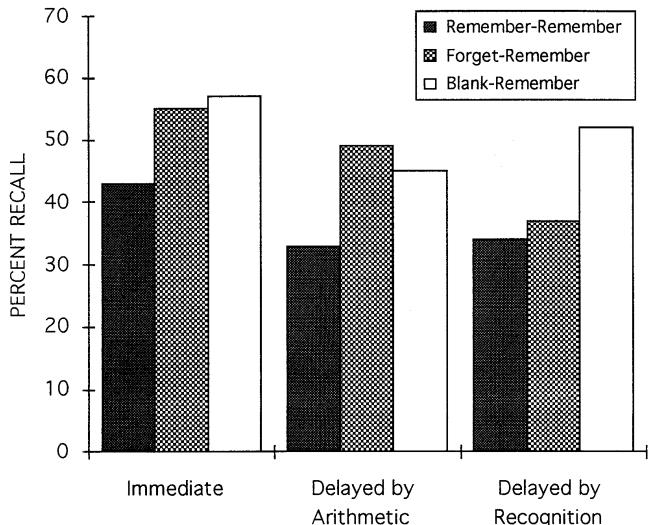 70
60
50
40
30
20
10
0
PERCENT RECALL
Remember-Remember
Forget-Remember
Blank-Remember
Immediate
Delayed by
Arithmetic
Delayed by
Recognition